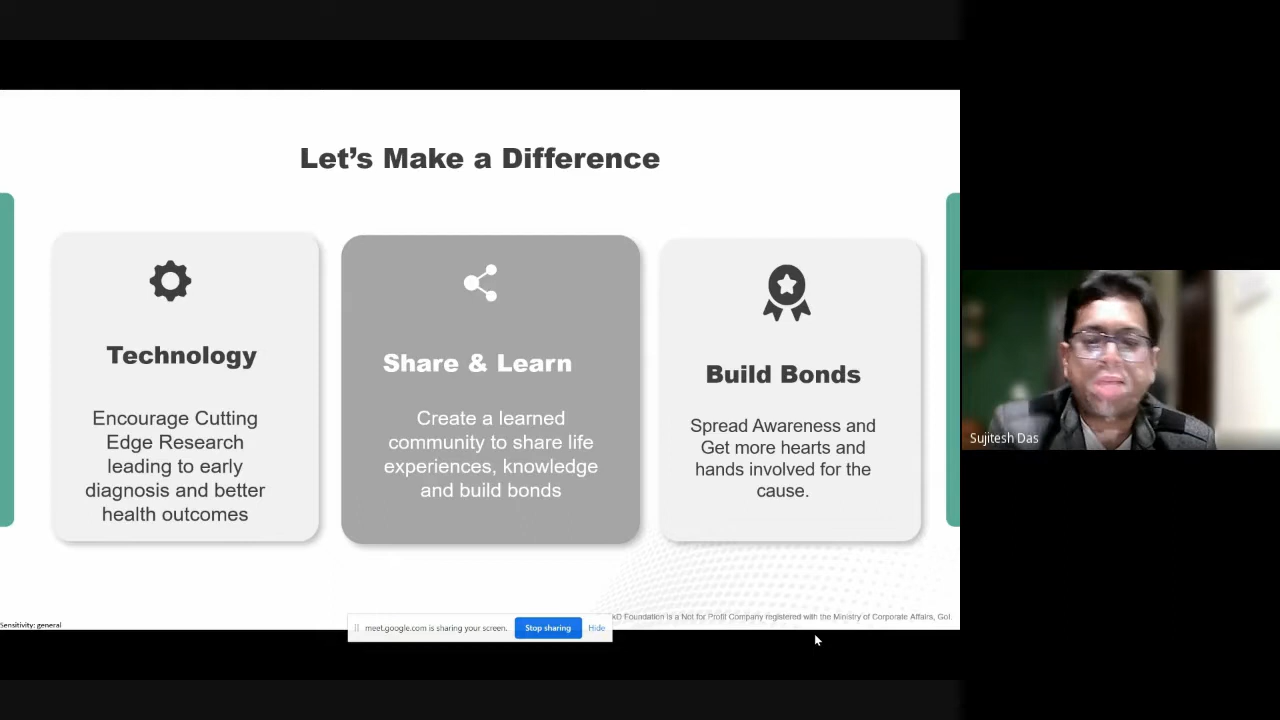 Let's Make a Difference
Technology
Encourage Cutting
Edge Research
leading to early
diagnosis and better
health outcomes
Share & Learn
Create a learned
community to share life
experiences, knowledge
and build bonds
Build Bonds
Spread Awareness and
Get more hearts and
hands involved for the
cause.
Sujitesh Das
Foundation is a Not for Profit Company registered with the Ministry of Corporate Affairs, GoI.
Sensitivity: general
meet.google.com is sharing your screen.
Stop sharing
Hide